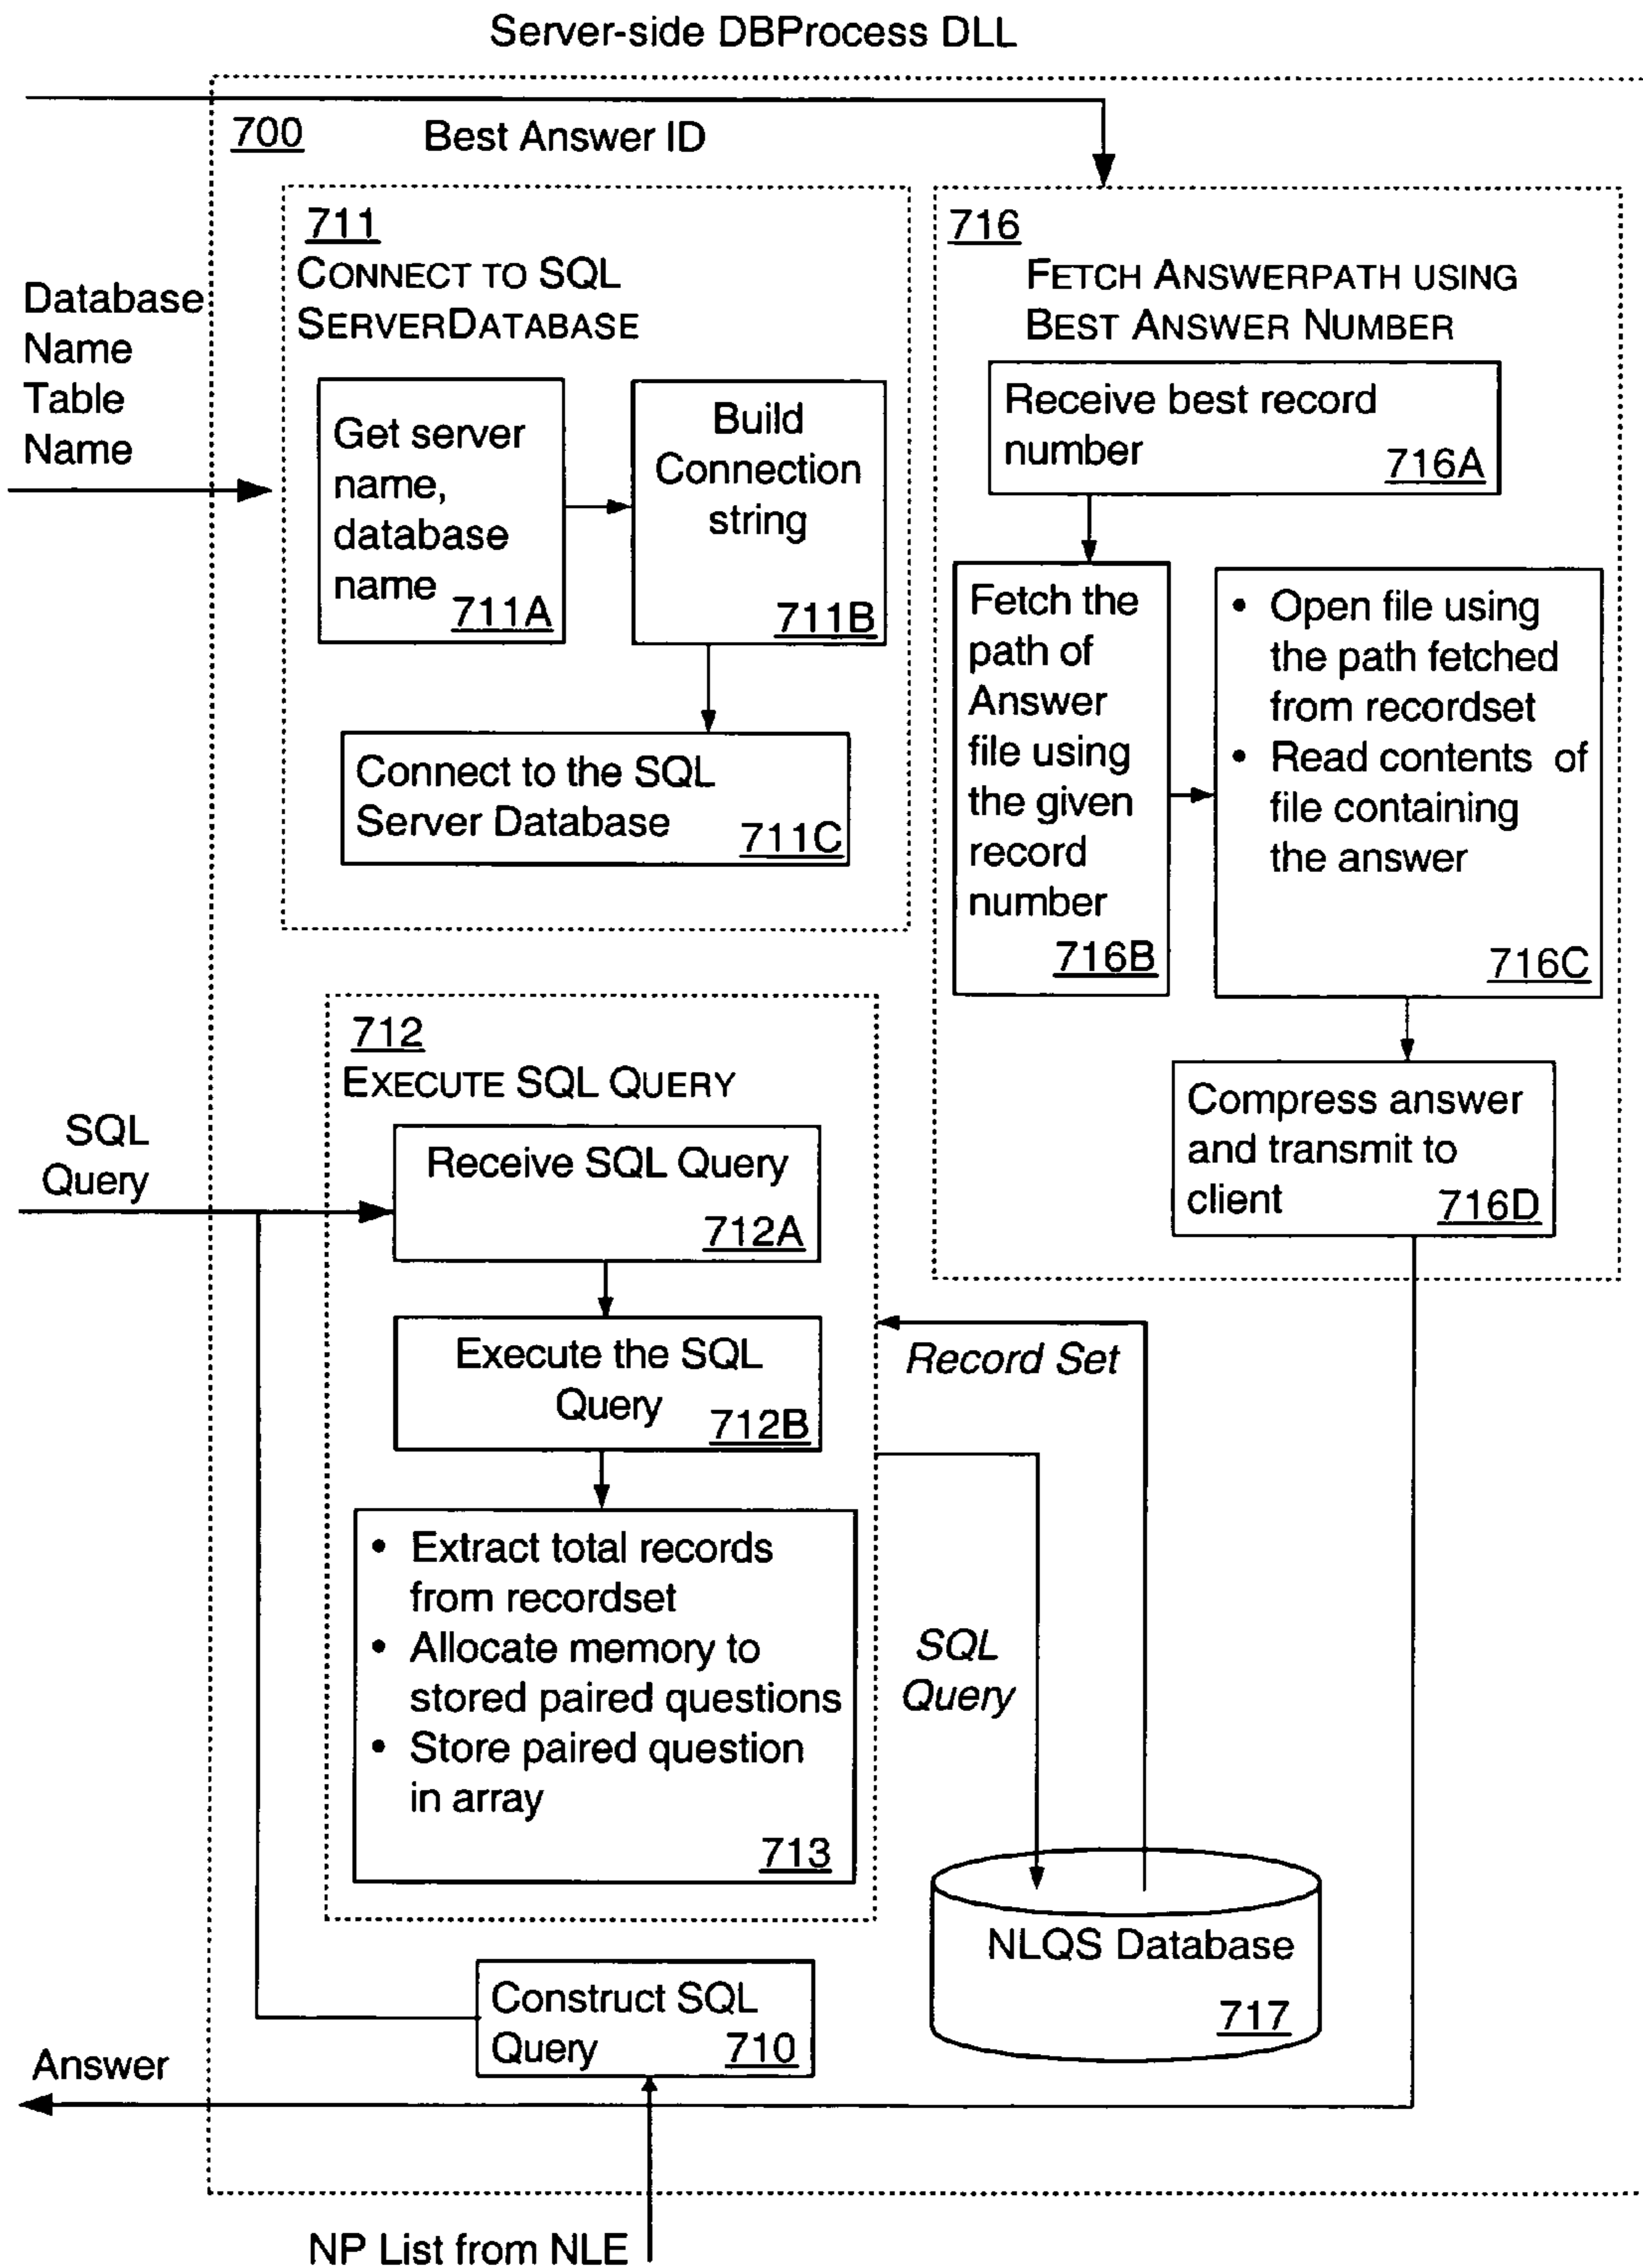 Server-side DBProcess DLL
700
Best Answer ID
Database
Name
Table
Name
711
CONNECT TO SQL
SERVERDATABASE
Get server
name,
database
name
711A
Build
Connection
string
711B
Connect to the SQL
Server Database
711C
716
FETCH ANSWERPATH USING
BEST ANSWER NUMBER
Receive best record
number
716A
Fetch the
path of
Answer
file using
the given
record
number
716B
• Open file using
the path fetched
from recordset
• Read contents of
file containing
the answer
716C
Compress answer
and transmit to
client
716D
SQL
Query
712
EXECUTE SQL QUERY
Receive SQL Query
712A
Execute the SQL
Query
712B
• Extract total records
from recordset
• Allocate memory to
stored paired questions
• Store paired question
in array
713
Record Set
SQL
Query
NLQS Database
717
Construct SQL
Query
710
Answer
NP List from NLE